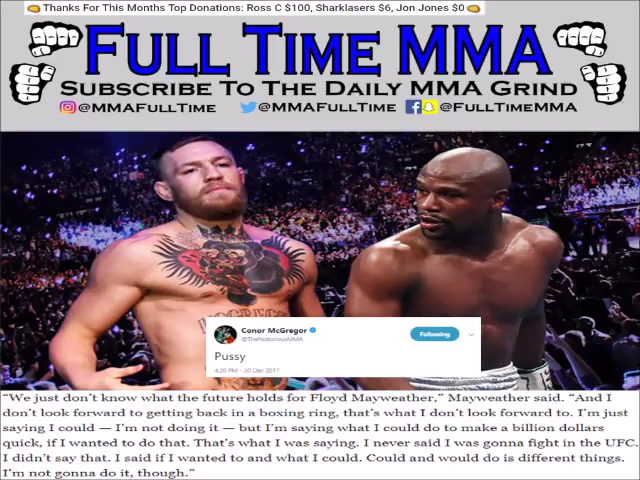 Thanks For This Months Top Donations: Ross C $100, Sharklasers $6, Jon Jones $0
FULL TIME MMA
SUBSCRIBE TO THE DAILY MMA GRIND
@MMAFULLTIME @MMAFULLTIME @FULLTIMEMMA
MCGREGOR
Conor McGregor
Following
@TheNotoriousMMA
Pussy
4:20 PM - 20 Dec 2017
“We just don’t know what the future holds for Floyd Mayweather,” Mayweather said. “And I
don’t look forward to getting back in a boxing ring, that’s what I don’t look forward to. I’m just
saying I could — I’m not doing it — but I’m saying what I could do to make a billion dollars
quick, if I wanted to do that. That’s what I was saying. I never said I was gonna fight in the UFC.
I didn’t say that. I said if I wanted to and what I could. Could and would do is different things.
I’m not gonna do it, though.”